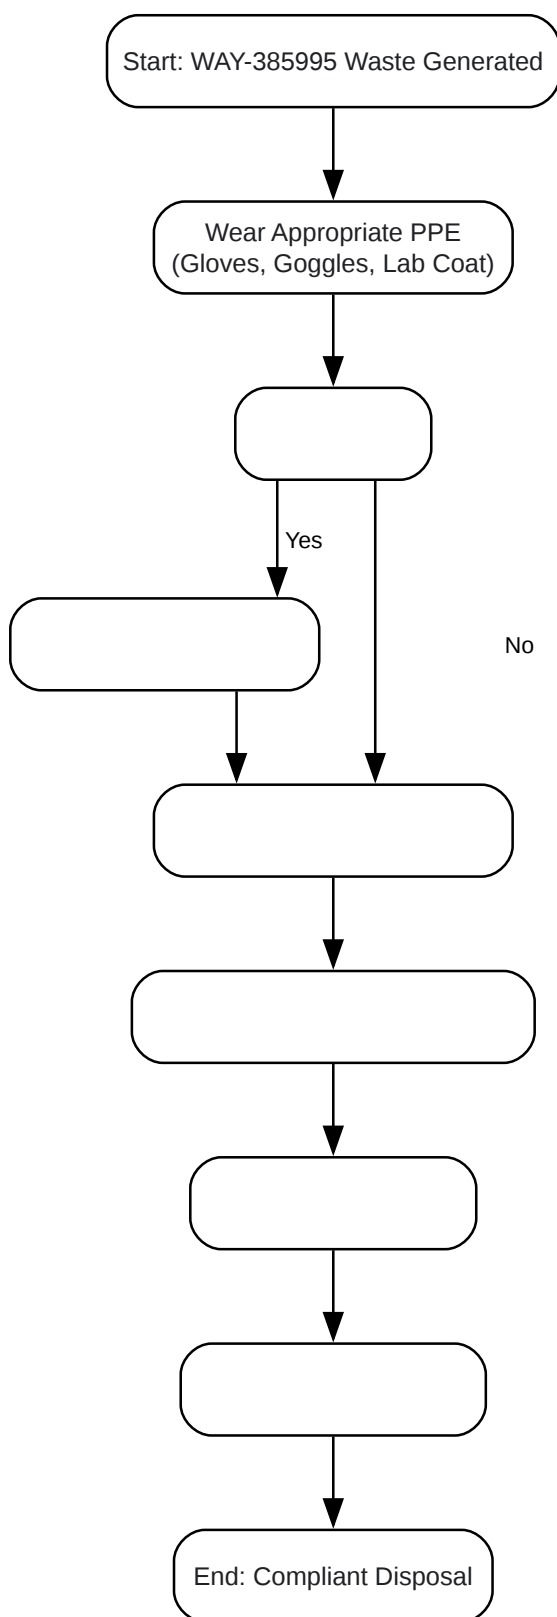 Start: WAY-385995 Waste Generated
Wear Appropriate PPE
(Gloves, Goggles, Lab Coat)
Yes
No
End: Compliant Disposal